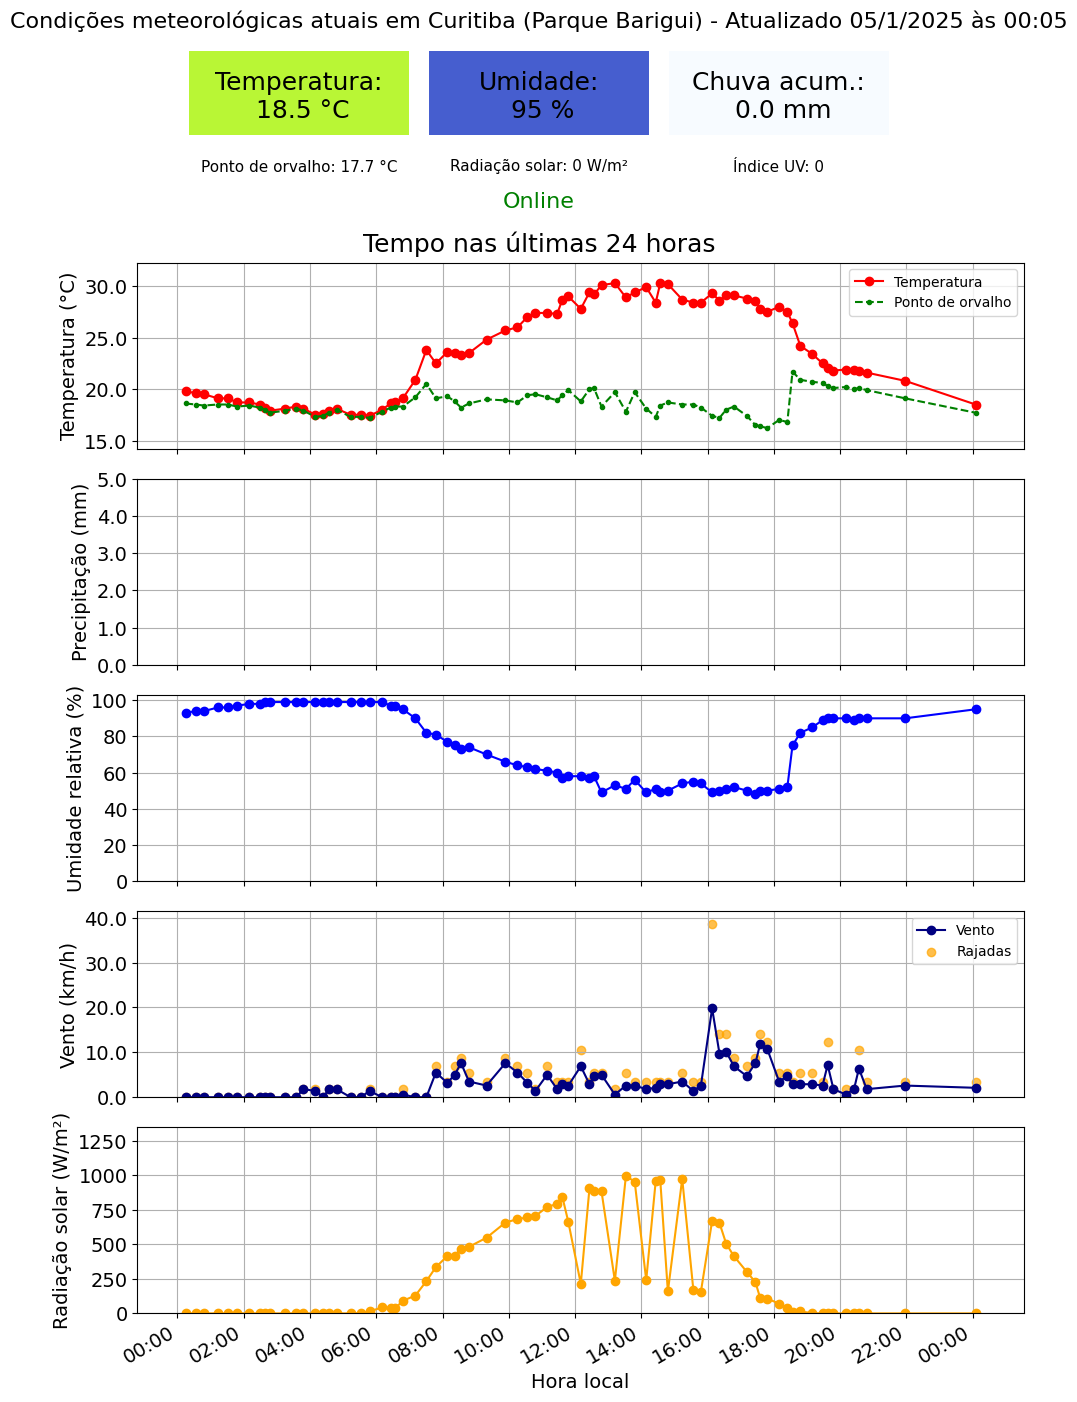 Condições meteorológicas atuais em Curitiba (Parque Barigui) - Atualizado 05/1/2025 às 00:05
Temperatura:
18.5 °C
Umidade:
95 %
Chuva acum.:
0.0 mm
Ponto de orvalho: 17.7 °C
Radiação solar: 0 W/m²
Índice UV: 0
Online
Tempo nas últimas 24 horas
Temperatura (°C)
30.0
25.0
20.0
15.0
Temperatura
Ponto de orvalho
Precipitação (mm)
5.0
4.0
3.0
2.0
1.0
0.0
Umidade relativa (%)
100
80
60
40
20
0
Vento (km/h)
40.0
30.0
20.0
10.0
0.0
Vento
Rajadas
Radiação solar (W/m²)
1250
1000
750
500
250
0
00:00
02:00
04:00
06:00
08:00
10:00
12:00
14:00
16:00
18:00
20:00
22:00
00:00
Hora local